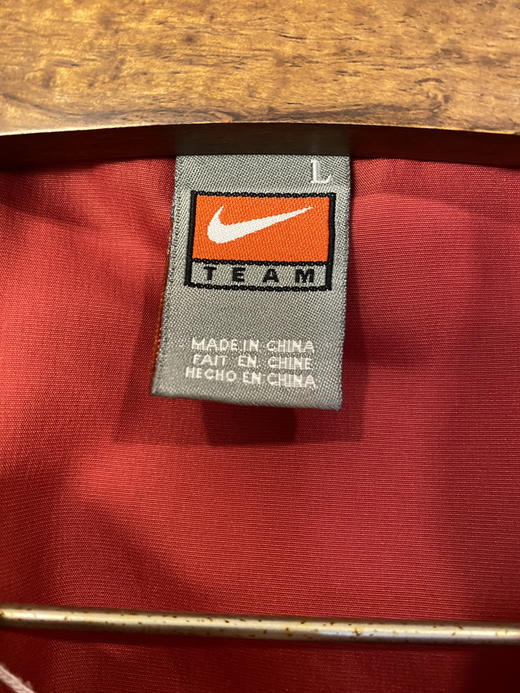 L
TEAM
MADE IN CHINA
FAIT EN CHINE
HECHO EN CHINA